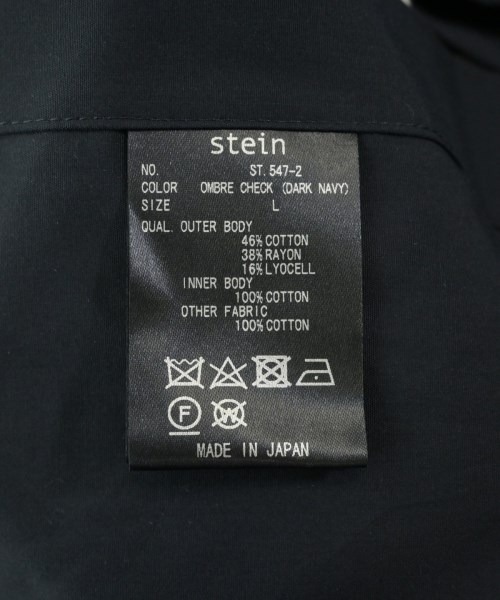 stein
NO. ST.547-2
COLOR OMBRE CHECK (DARK NAVY)
SIZE L
QUAL. OUTER BODY
46% COTTON
38% RAYON
16% LYOCELL
INNER BODY
100% COTTON
OTHER FABRIC
100% COTTON
F W
MADE IN JAPAN